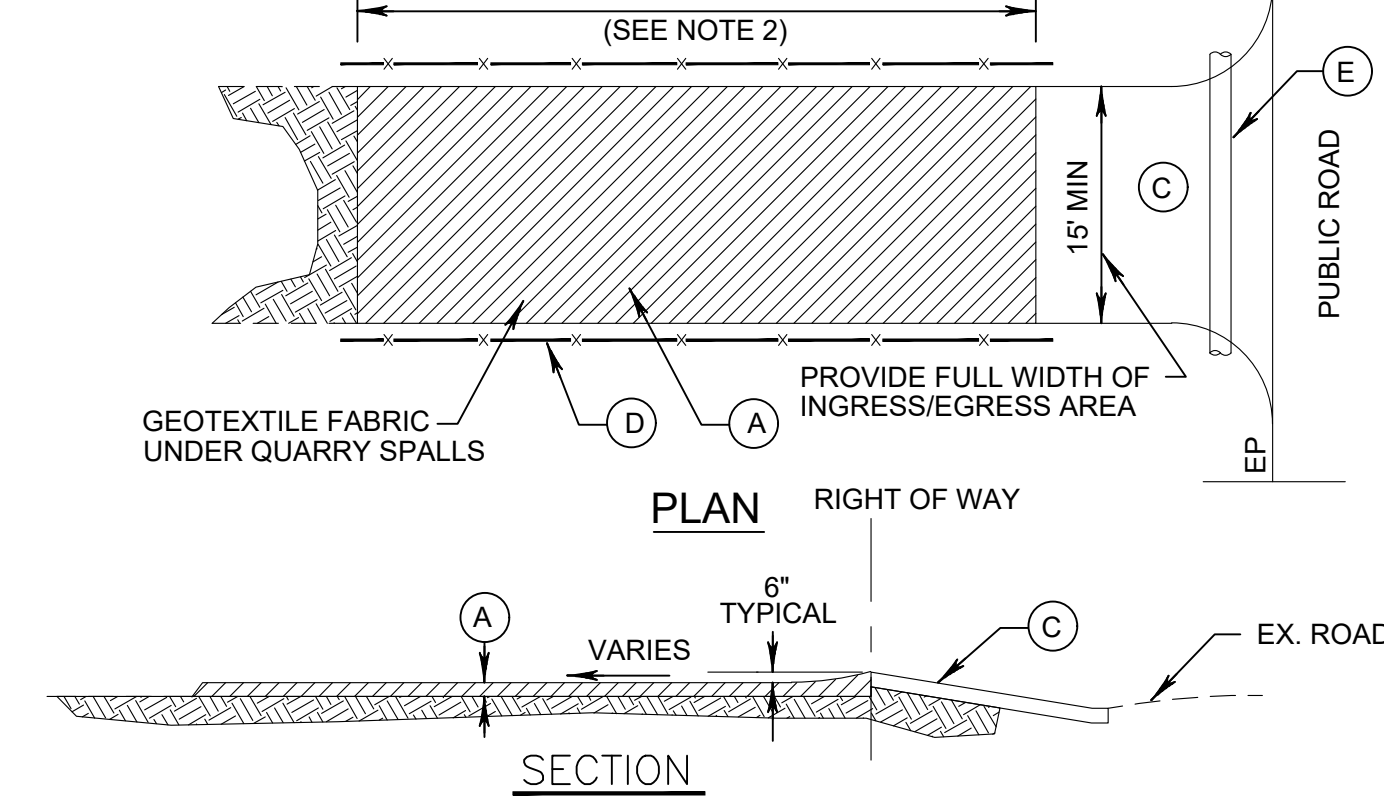 (SEE NOTE 2)
E
C
15' MIN
PUBLIC ROAD
PROVIDE FULL WIDTH OF
INGRESS/EGRESS AREA
GEOTEXTILE FABRIC
UNDER QUARRY SPALLS
D
A
EP
PLAN
RIGHT OF WAY
6"
TYPICAL
A
VARIES
C
EX. ROAD
SECTION